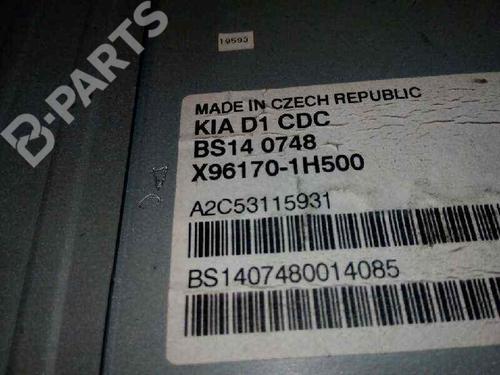 19593
B-PARTS
MADE IN CZECH REPUBLIC
KIA D1 CDC
BS14 0748
X96170-1H500
A2C53115931
BS1407480014085